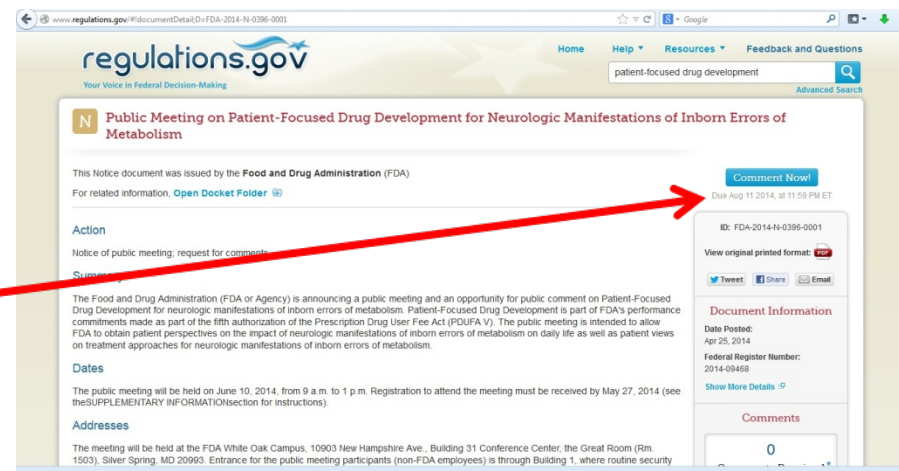 www.regulations.gov/#!documentDetail;D=FDA-2014-N-0396-0001
Google
regulations.gov
Your Voice in Federal Decision-Making
Home Help Resources Feedback and Questions
patient-focused drug development
Advanced Search
N
Public Meeting on Patient-Focused Drug Development for Neurologic Manifestations of Inborn Errors of
Metabolism
This Notice document was issued by the Food and Drug Administration (FDA)
For related information, Open Docket Folder
Comment Now!
Due Aug 11 2014, at 11:59 PM ET
Action
Notice of public meeting; request for comments
Summary
The Food and Drug Administration (FDA or Agency) is announcing a public meeting and an opportunity for public comment on Patient-Focused
Drug Development for neurologic manifestations of inborn errors of metabolism. Patient-Focused Drug Development is part of FDA's performance
commitments made as part of the fifth authorization of the Prescription Drug User Fee Act (PDUFA V). The public meeting is intended to allow
FDA to obtain patient perspectives on the impact of neurologic manifestations of inborn errors of metabolism on daily life as well as patient views
on treatment approaches for neurologic manifestations of inborn errors of metabolism.
Dates
The public meeting will be held on June 10, 2014, from 9 a.m. to 1 p.m. Registration to attend the meeting must be received by May 27, 2014 (see
theSUPPLEMENTARY INFORMATIONsection for instructions).
Addresses
The meeting will be held at the FDA White Oak Campus, 10903 New Hampshire Ave., Building 31 Conference Center, the Great Room (Rm.
1503), Silver Spring, MD 20993. Entrance for the public meeting participants (non-FDA employees) is through Building 1, where routine security
ID: FDA-2014-N-0396-0001
View original printed format: PDF
Tweet Share Email
Document Information
Date Posted:
Apr 25, 2014
Federal Register Number:
2014-09468
Show More Details
Comments
0